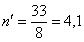 n' = 33/8 = 4,1